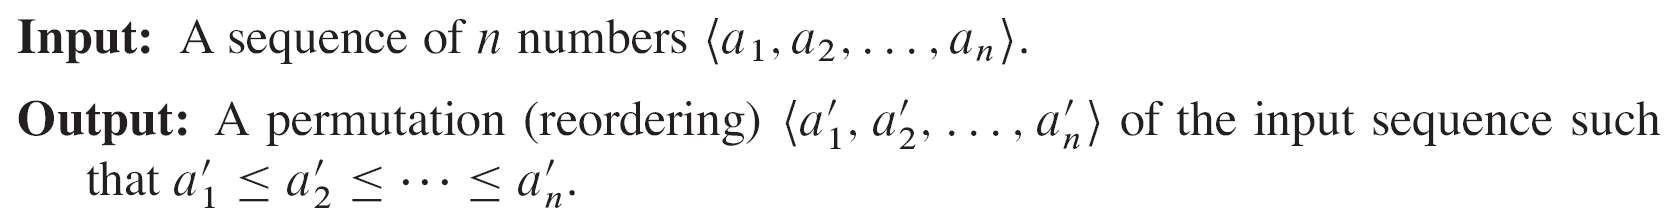 Input: A sequence of n numbers ⟨a₁, a₂, . . . , aₙ⟩.
Output: A permutation (reordering) ⟨a′₁, a′₂, . . . , a′ₙ⟩ of the input sequence such
that a′₁ ≤ a′₂ ≤ ⋯ ≤ a′ₙ.